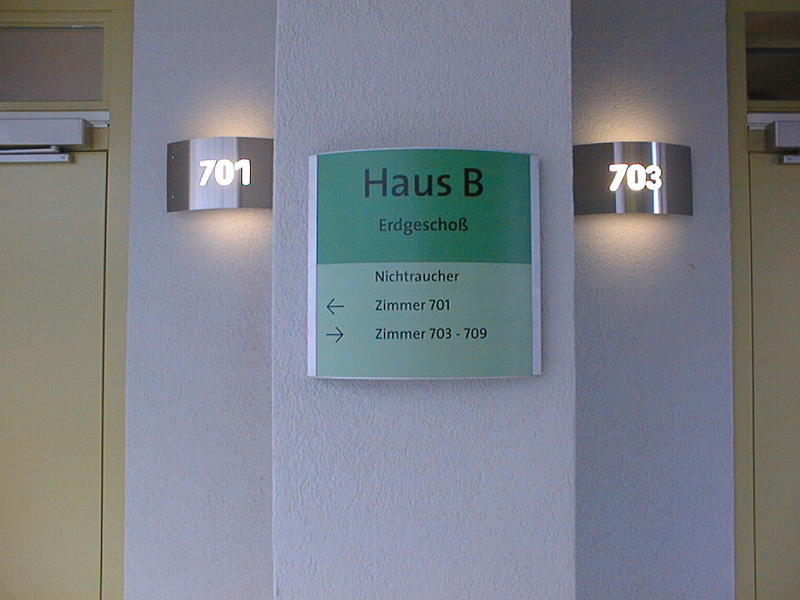 701
Haus B
Erdgeschoß
Nichtraucher
← Zimmer 701
→ Zimmer 703 - 709
703